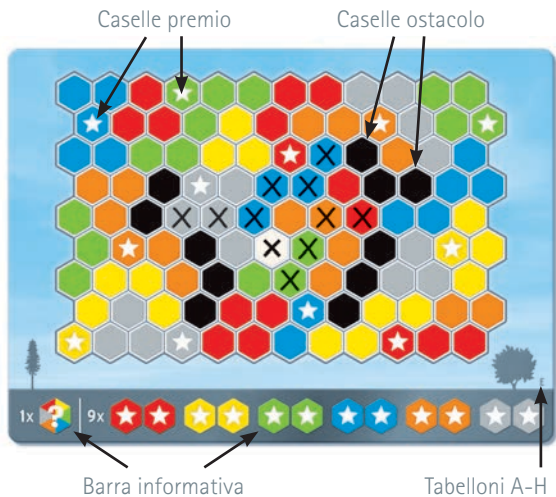 Caselle premio
Caselle ostacolo
E
1x ? 9x
Barra informativa
Tabelloni A-H